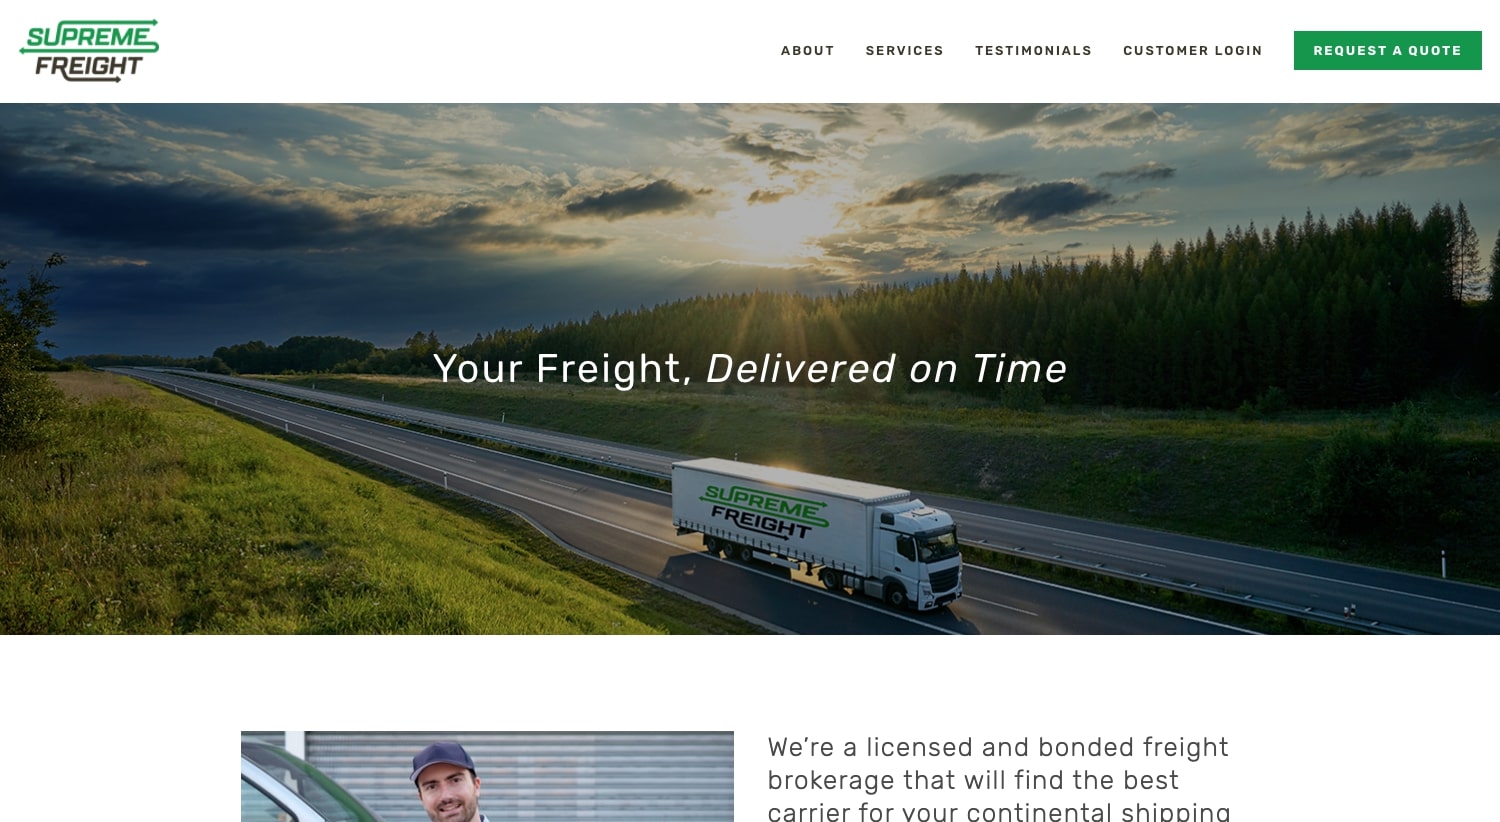 SUPREME
FREIGHT
ABOUT
SERVICES
TESTIMONIALS
CUSTOMER LOGIN
REQUEST A QUOTE
Your Freight, Delivered on Time
SUPREME
FREIGHT
We’re a licensed and bonded freight
brokerage that will find the best
carrier for your continental shipping